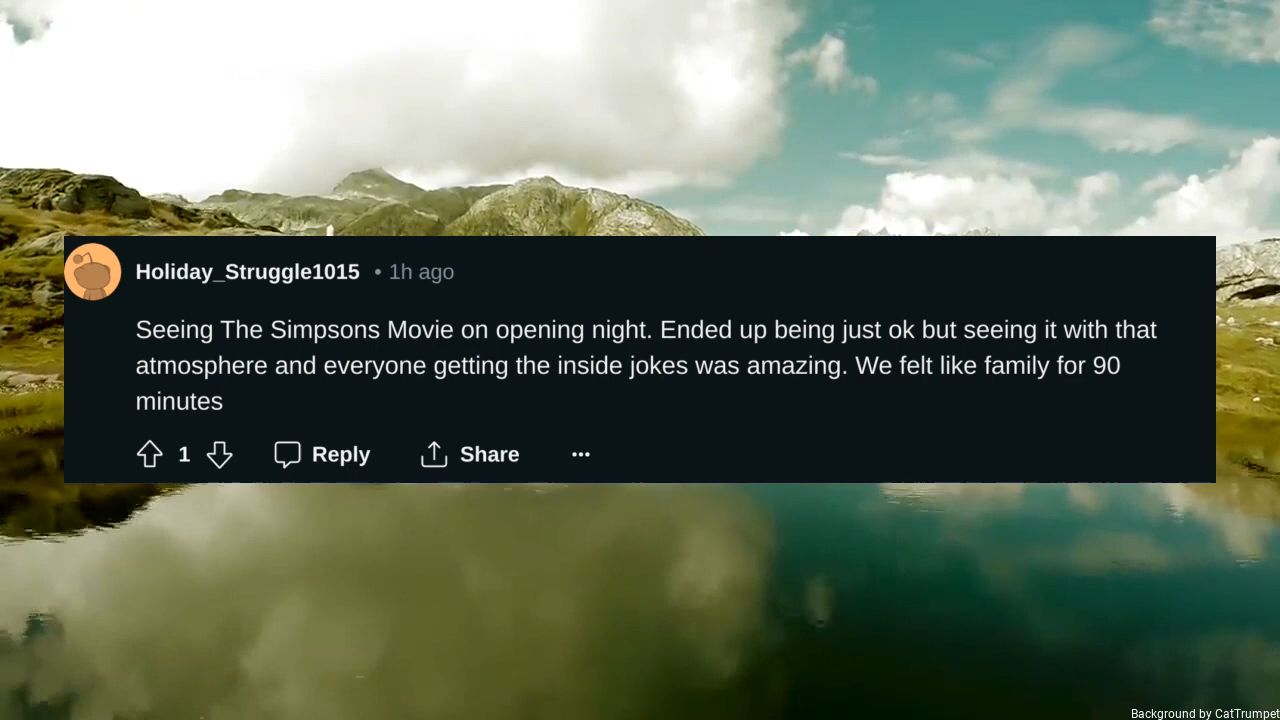 Holiday_Struggle1015 • 1h ago
Seeing The Simpsons Movie on opening night. Ended up being just ok but seeing it with that
atmosphere and everyone getting the inside jokes was amazing. We felt like family for 90
minutes
1 Reply Share ···
Background by CatTrumpet